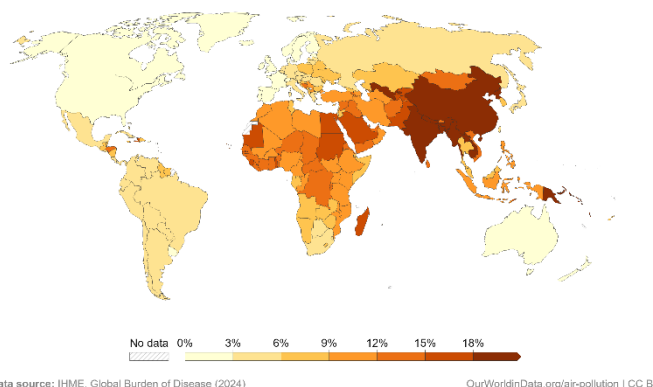 No data 0% 3% 6% 9% 12% 15% 18%
ata source: IHME, Global Burden of Disease (2024) OurWorldinData.org/air-pollution | CC B